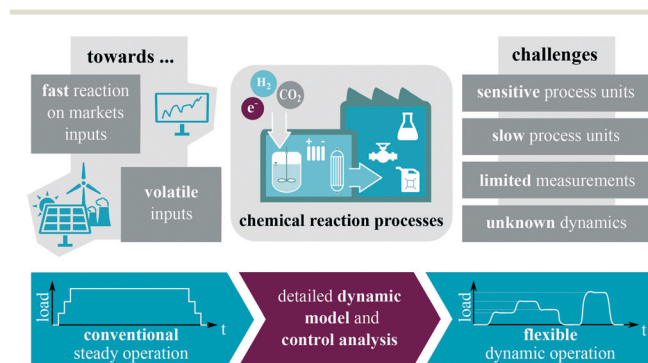 towards ...
fast reaction
on markets
inputs
volatile
inputs
H2
e-
CO2
chemical reaction processes
challenges
sensitive process units
slow process units
limited measurements
unknown dynamics
load
t
conventional
steady operation
detailed dynamic
model and
control analysis
load
t
flexible
dynamic operation